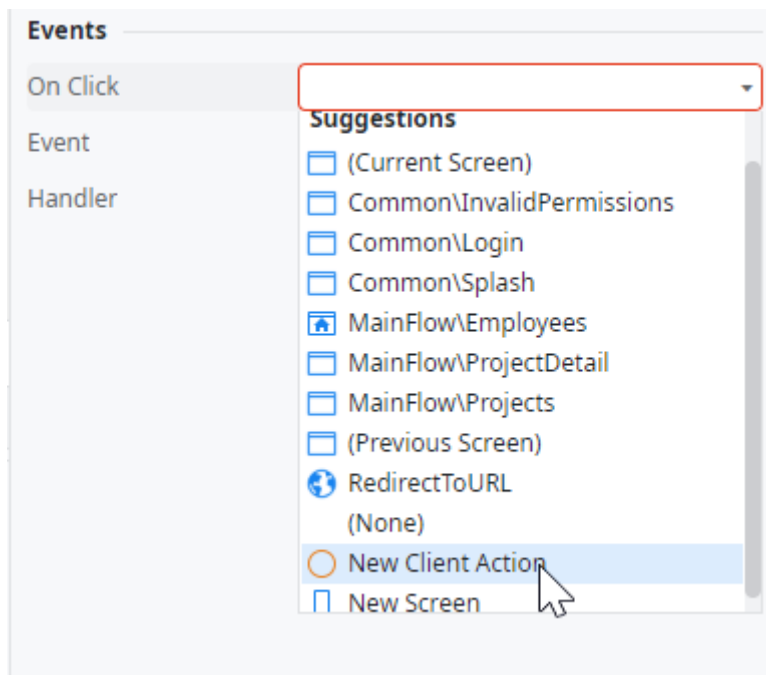 Events
On Click
Event
Handler
Suggestions
(Current Screen)
Common\InvalidPermissions
Common\Login
Common\Splash
MainFlow\Employees
MainFlow\ProjectDetail
MainFlow\Projects
(Previous Screen)
RedirectToURL
(None)
New Client Action
New Screen